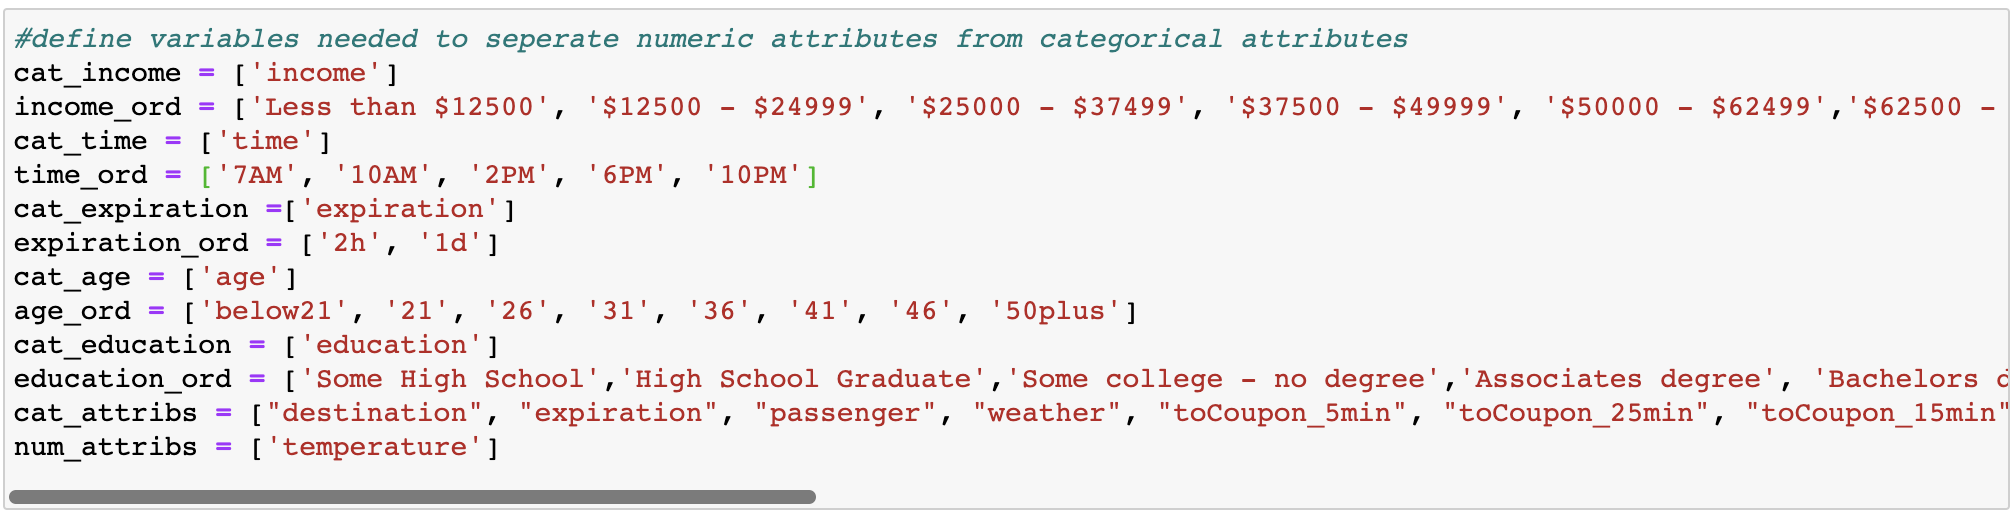 #define variables needed to seperate numeric attributes from categorical attributes
cat_income = ['income']
income_ord = ['Less than $12500', '$12500 - $24999', '$25000 - $37499', '$37500 - $49999', '$50000 - $62499','$62500 -
cat_time = ['time']
time_ord = ['7AM', '10AM', '2PM', '6PM', '10PM']
cat_expiration =['expiration']
expiration_ord = ['2h', '1d']
cat_age = ['age']
age_ord = ['below21', '21', '26', '31', '36', '41', '46', '50plus']
cat_education = ['education']
education_ord = ['Some High School','High School Graduate','Some college - no degree','Associates degree', 'Bachelors
cat_attribs = ["destination", "expiration", "passenger", "weather", "toCoupon_5min", "toCoupon_25min", "toCoupon_15min"
num_attribs = ['temperature']